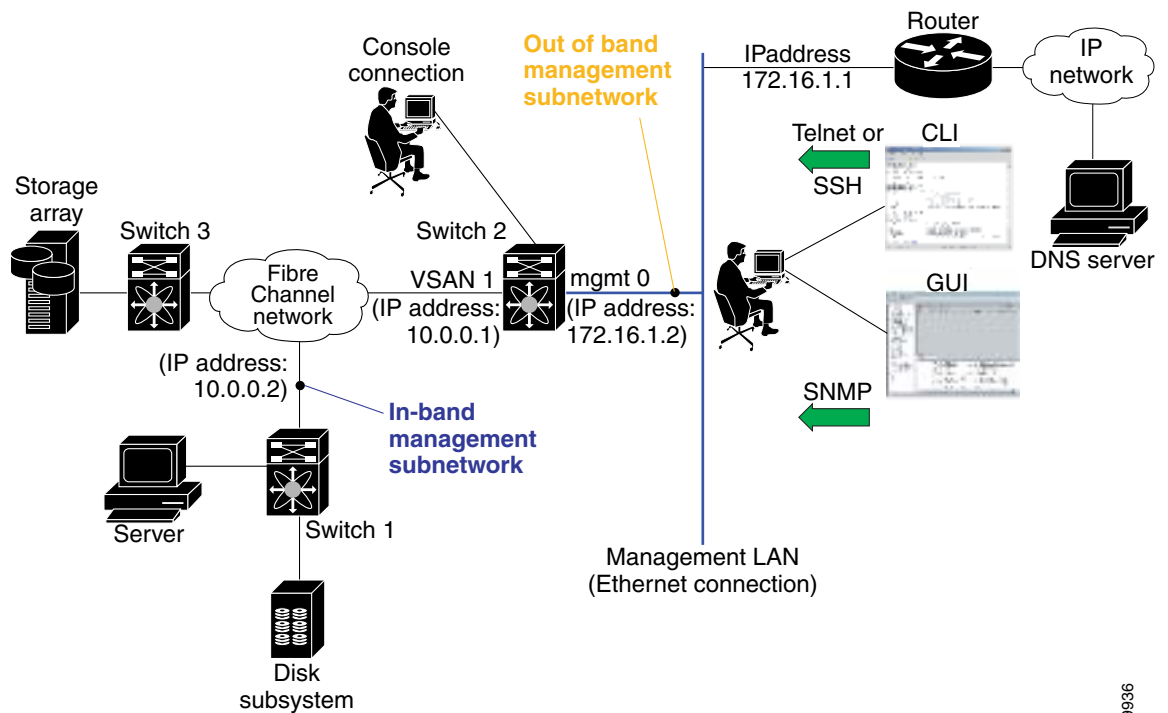 Router
IP
network
IPaddress
172.16.1.1
Out of band
management
subnetwork
Console
connection
Telnet or
SSH
CLI
DNS server
Storage
array
Switch 3
Switch 2
Fibre
Channel
network
VSAN 1
(IP address:
10.0.0.1)
mgmt 0
(IP address:
172.16.1.2)
GUI
SNMP
(IP address:
10.0.0.2)
In-band
management
subnetwork
Server
Switch 1
Management LAN
(Ethernet connection)
Disk
subsystem